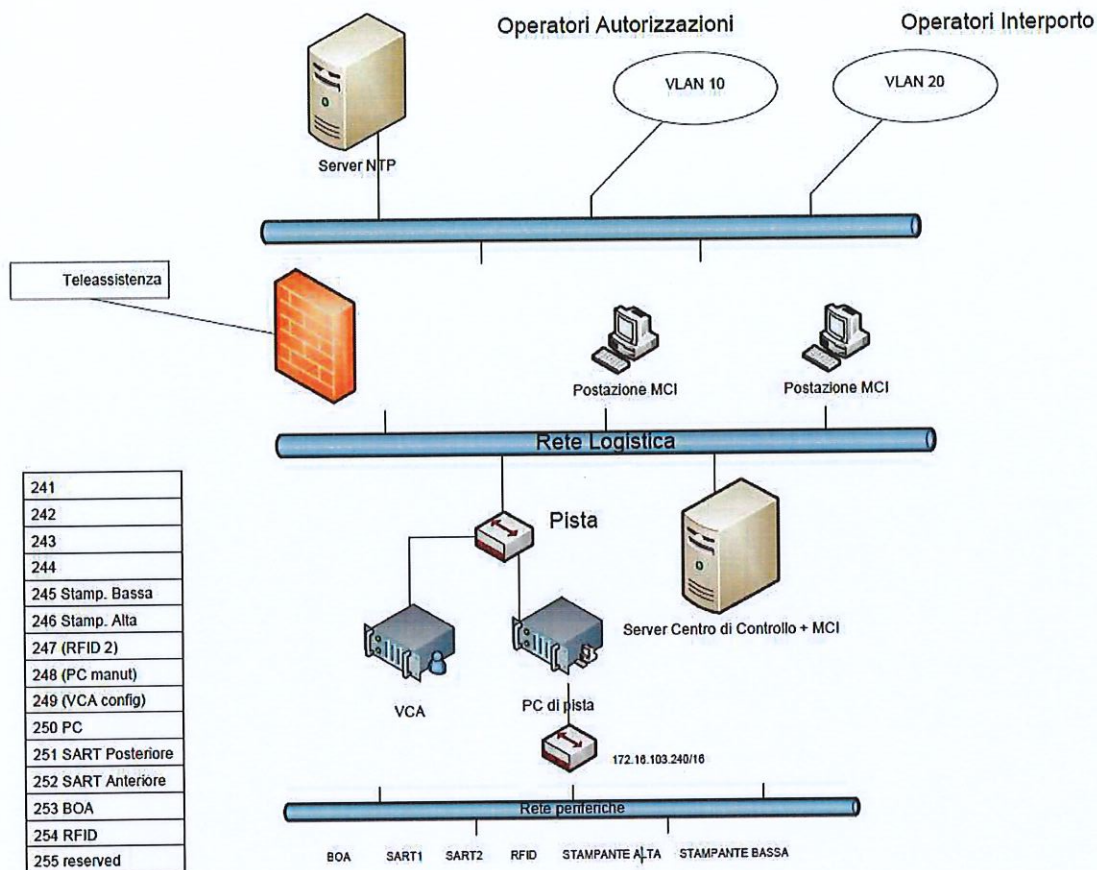 Operatori Autorizzazioni
Operatori Interporto
VLAN 10
VLAN 20
Server NTP
Teleassistenza
Postazione MCI
Postazione MCI
Rete Logistica
Pista
241
242
243
244
245 Stamp. Bassa
246 Stamp. Alta
247 (RFID 2)
248 (PC manut)
249 (VCA config)
250 PC
251 SART Posteriore
252 SART Anteriore
253 BOA
254 RFID
255 reserved
Server Centro di Controllo + MCI
VCA
PC di pista
172.16.103.240/16
Rete periferiche
BOA SART1 SART2 RFID STAMPANTE ALTA STAMPANTE BASSA